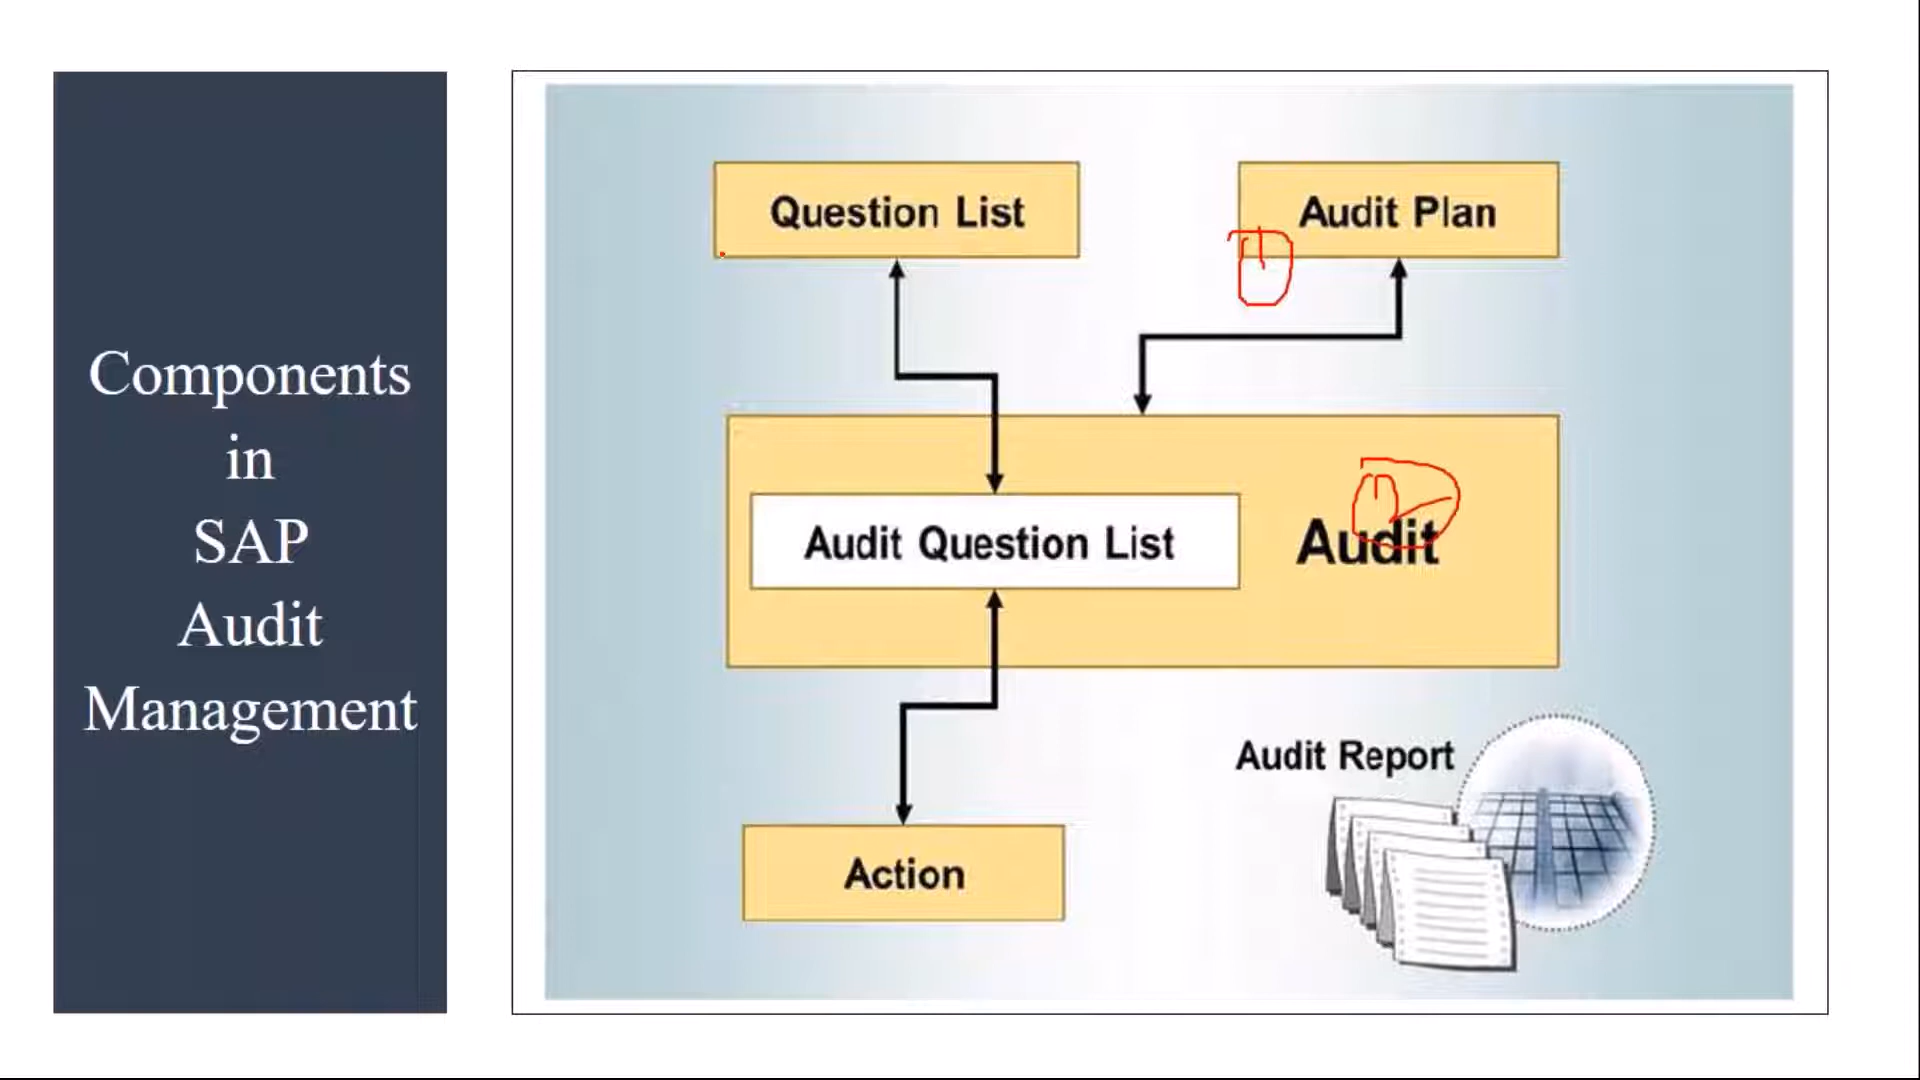 Components
in
SAP
Audit
Management
Question List
Audit Plan
Audit Question List
Audit
Audit Report
Action